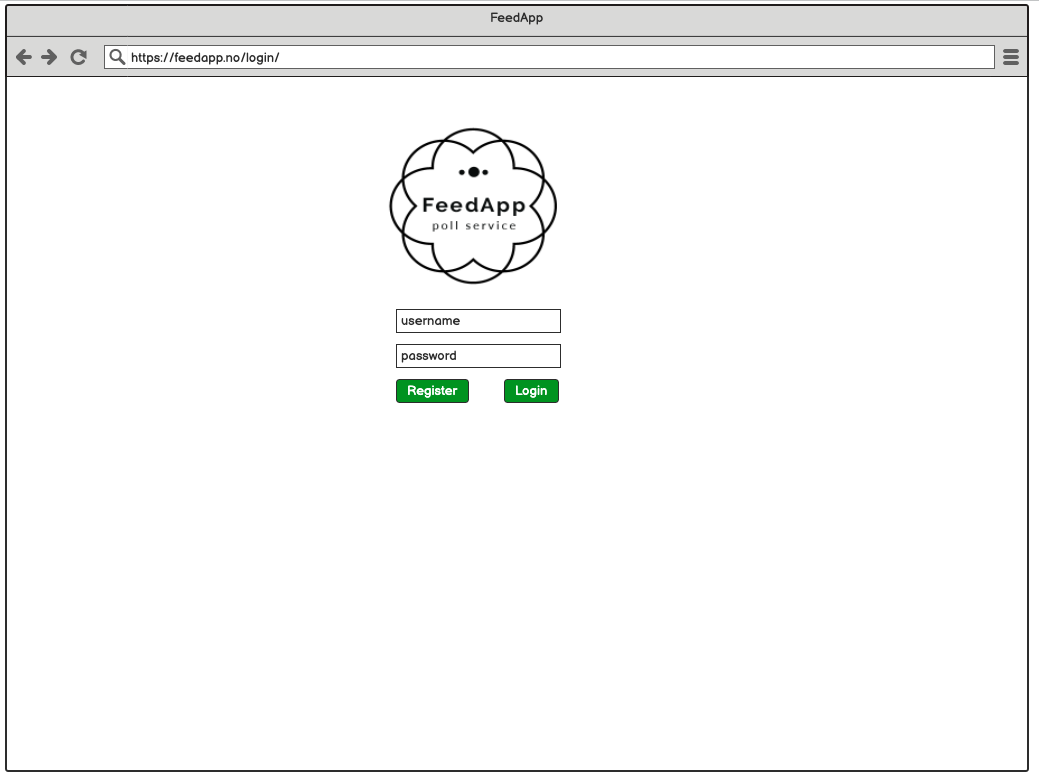 FeedApp
https://feedapp.no/login/
FeedApp
poll service
username
password
Register Login